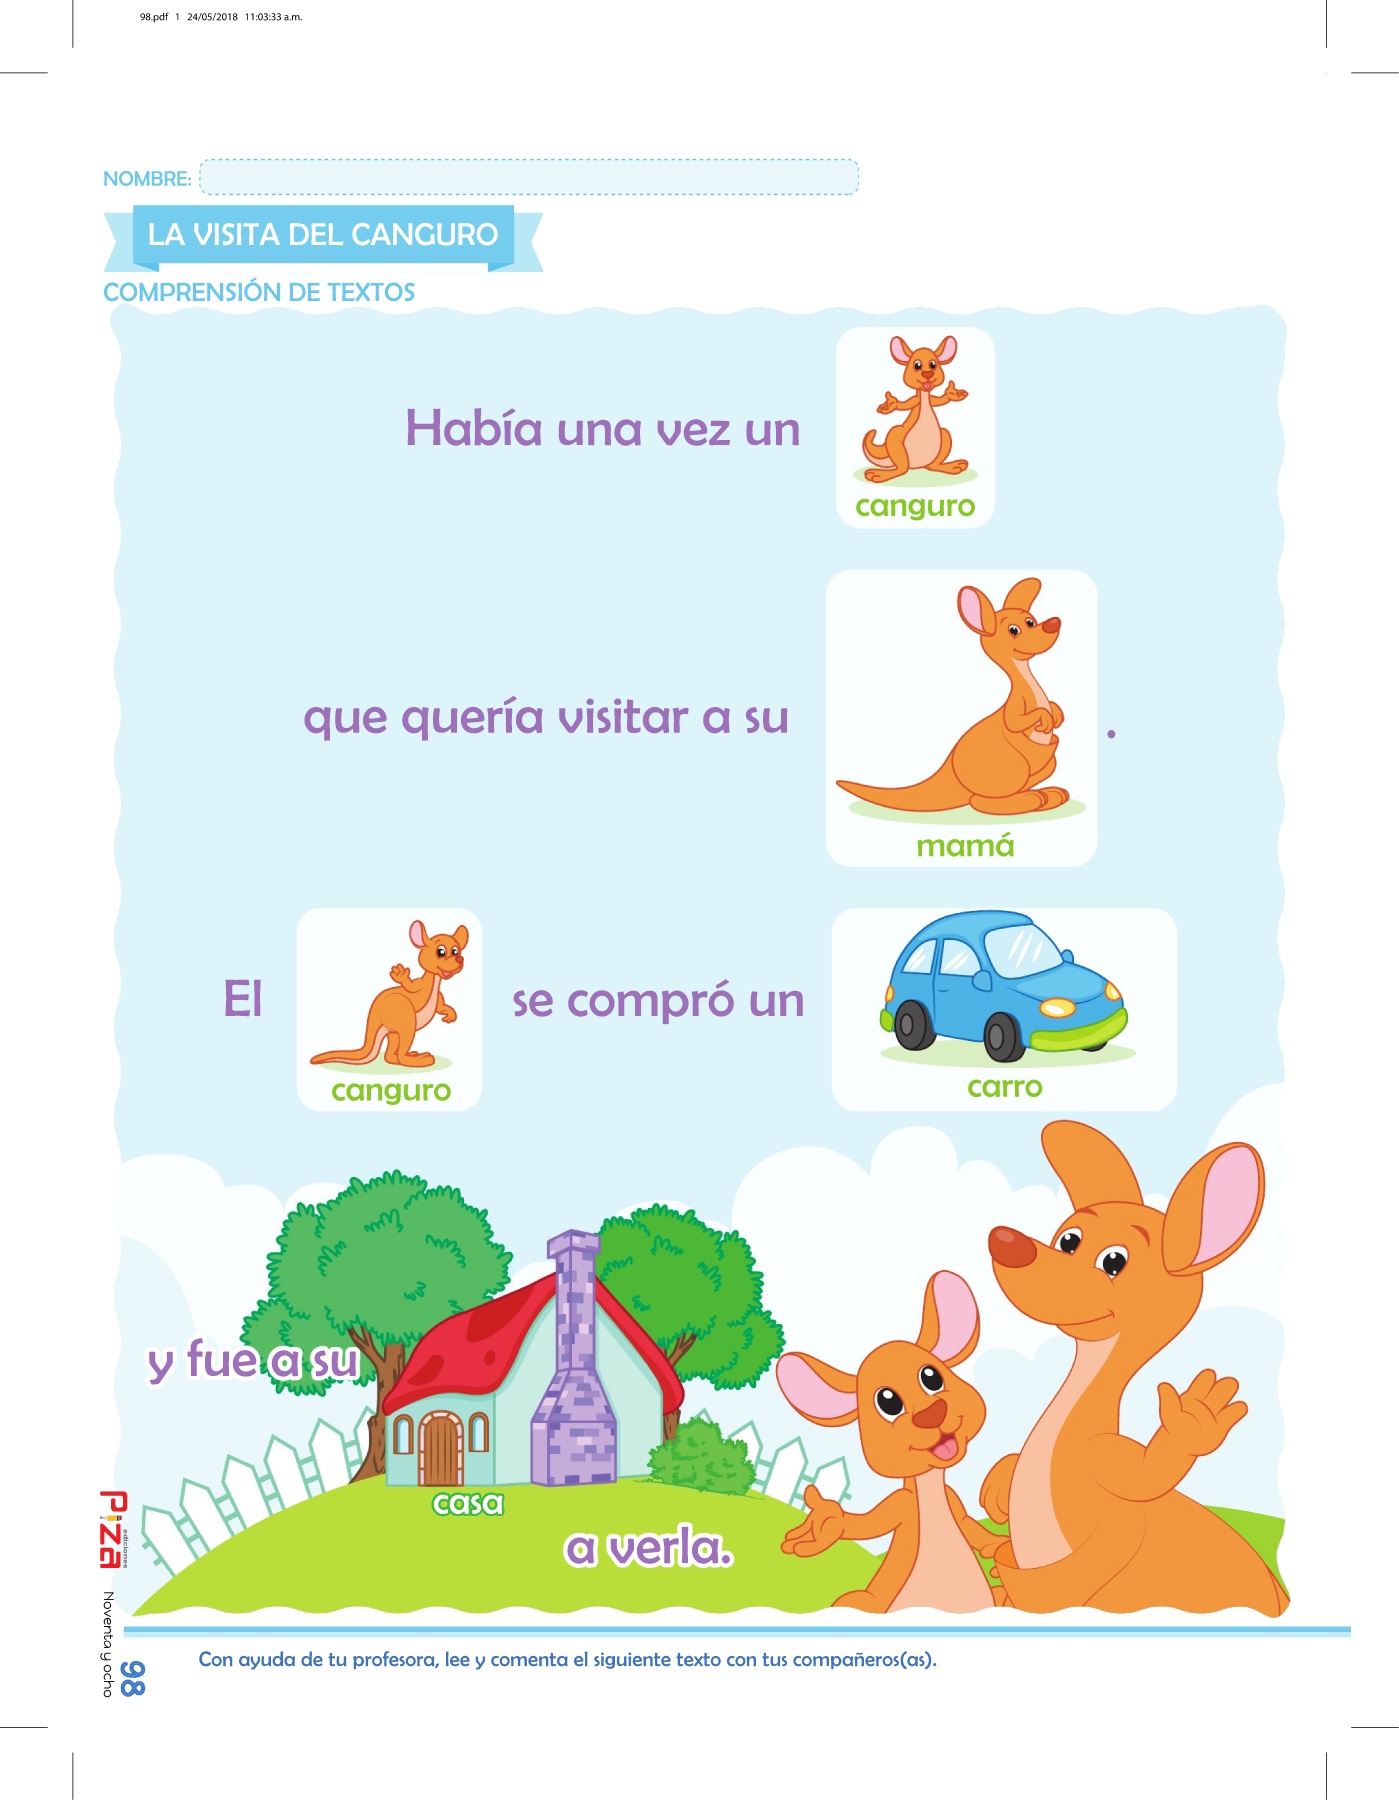 98.pdf 1 24/05/2018 11:03:33 a.m.
NOMBRE:
LA VISITA DEL CANGURO
COMPRENSIÓN DE TEXTOS
Había una vez un
canguro
que quería visitar a su
.
mamá
El
se compró un
canguro
carro
y fue a su
casa
a verla.
Piza
ediciones
Noventa y ocho
98
Con ayuda de tu profesora, lee y comenta el siguiente texto con tus compañeros(as).